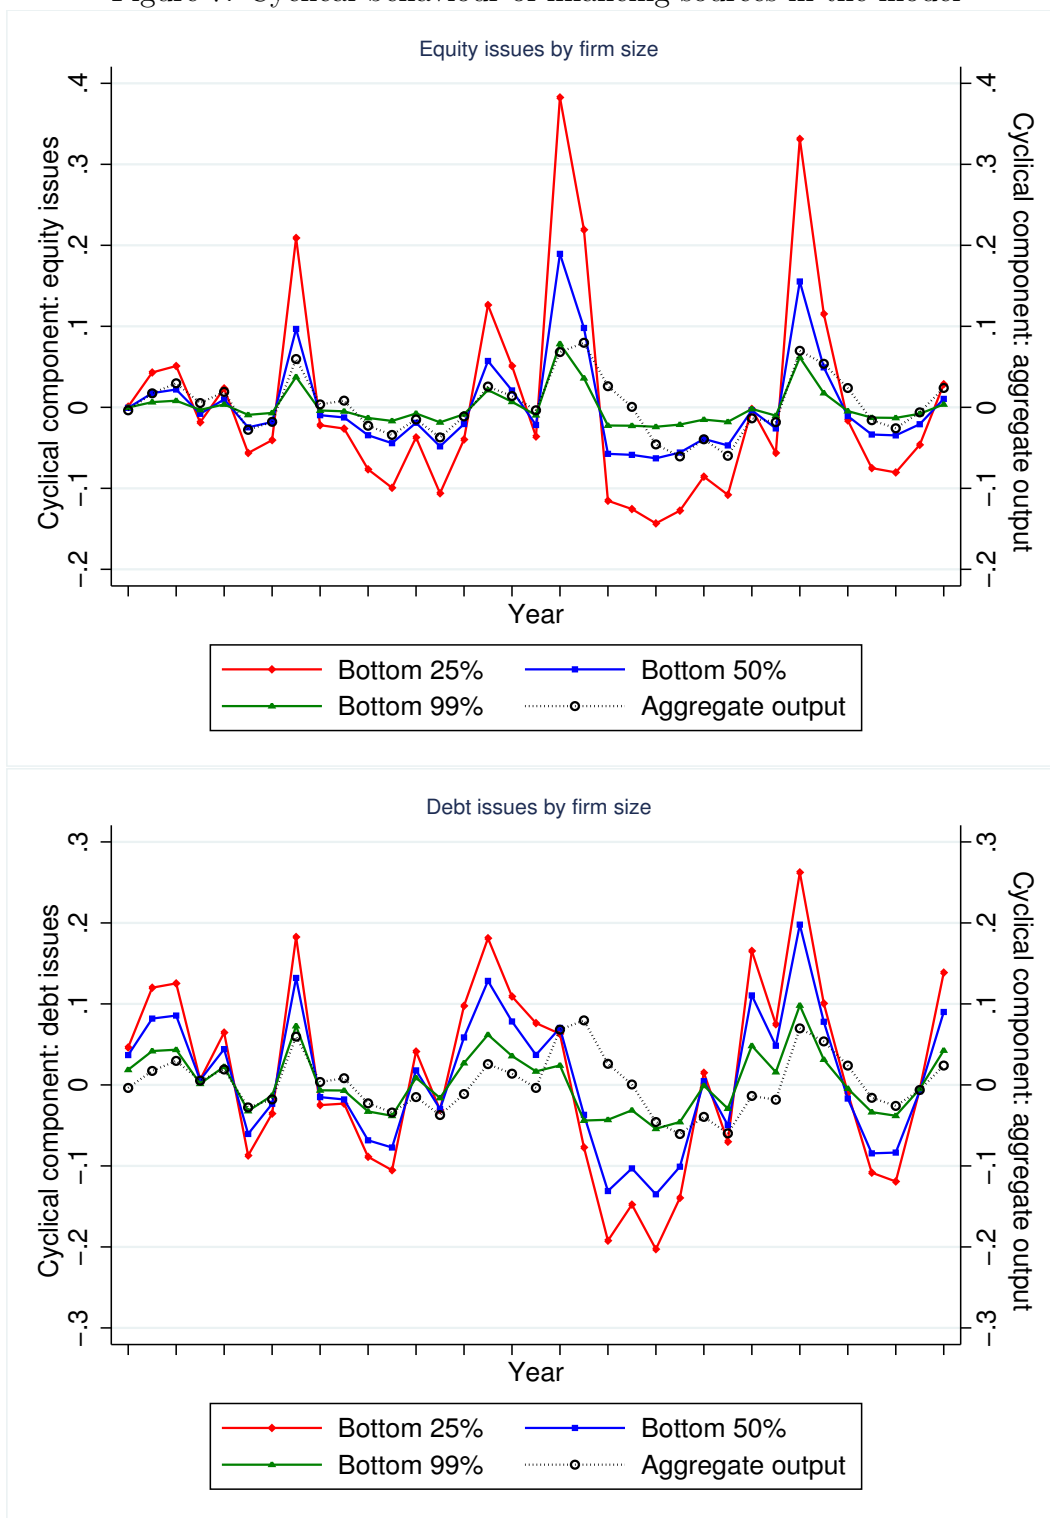 Equity issues by firm size
Cyclical component: equity issues
.4
.3
.2
.1
0
-.1
-.2
.4
.3
.2
.1
0
-.1
-.2
Cyclical component: aggregate output
Year
Bottom 25%
Bottom 50%
Bottom 99%
Aggregate output
Debt issues by firm size
Cyclical component: debt issues
.3
.2
.1
0
-.1
-.2
-.3
.3
.2
.1
0
-.1
-.2
-.3
Cyclical component: aggregate output
Year
Bottom 25%
Bottom 50%
Bottom 99%
Aggregate output